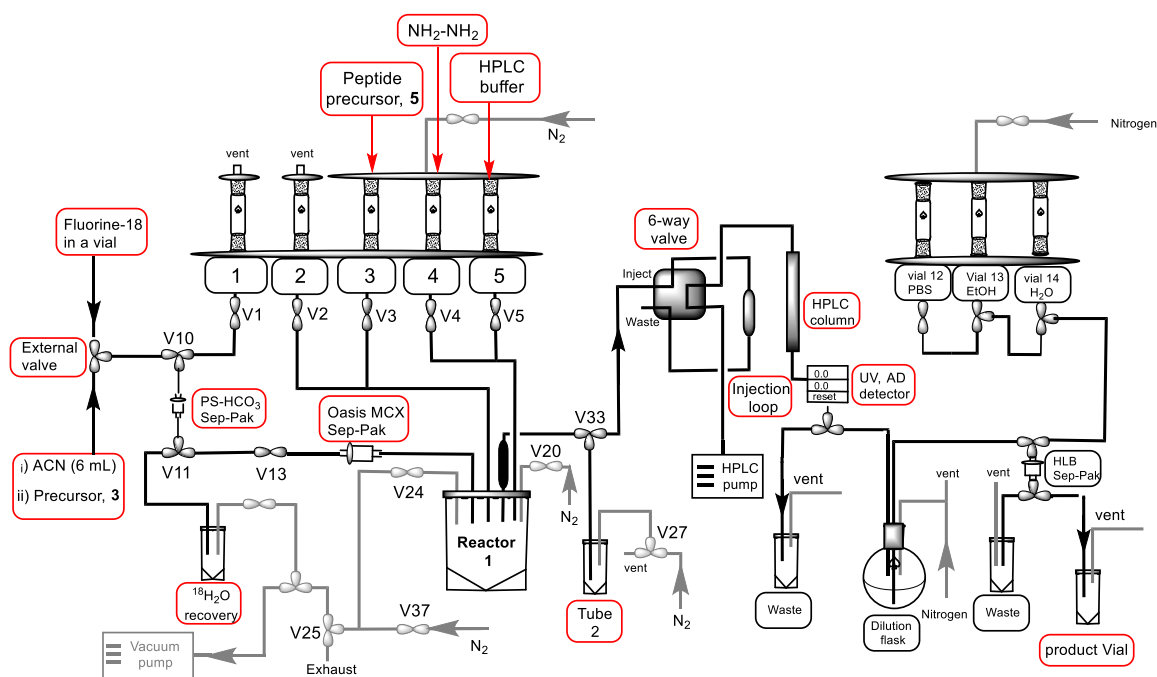 NH2-NH2
Peptide
precursor, 5
HPLC
buffer
N2
Nitrogen
vent
vent
Fluorine-18
in a vial
1
2
3
4
5
6-way
valve
vial 12
PBS
Vial 13
EtOH
vial 14
H2O
Inject
Waste
HPLC
column
V1
V2
V3
V4
V5
V10
External
valve
PS-HCO3
Sep-Pak
Oasis MCX
Sep-Pak
Injection
loop
0.0
0.0
reset
UV, AD
detector
V33
V11
V13
V20
V24
i) ACN (6 mL)
ii) Precursor, 3
HPLC
pump
HLB
Sep-Pak
vent
vent
vent
N2
Reactor
1
V27
vent
N2
18H2O
recovery
Tube
2
Waste
Dilution
flask
Nitrogen
Waste
product Vial
V25
V37
N2
Vacuum
pump
Exhaust